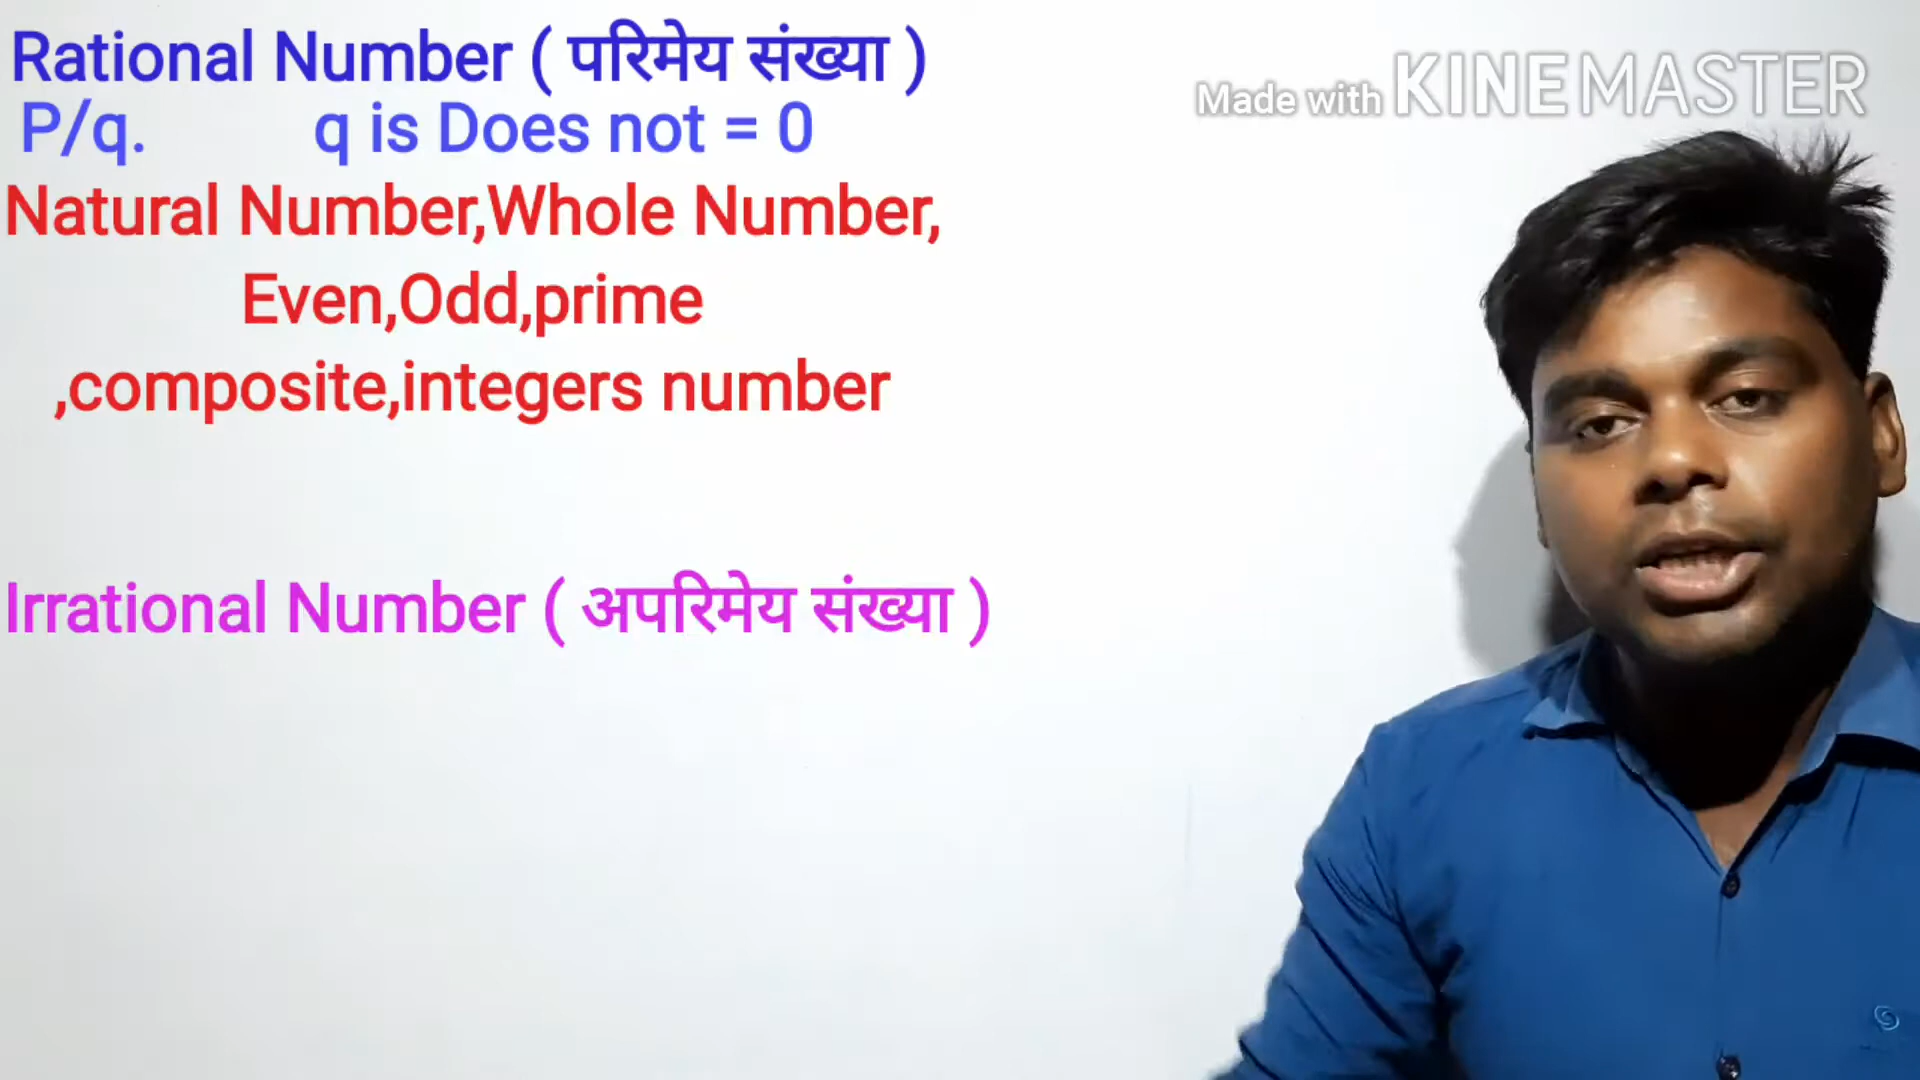 Rational Number ( परिमेय संख्या )
Made with KINEMASTER
P/q. q is Does not = 0
Natural Number,Whole Number,
Even,Odd,prime
,composite,integers number
Irrational Number ( अपरिमेय संख्या )